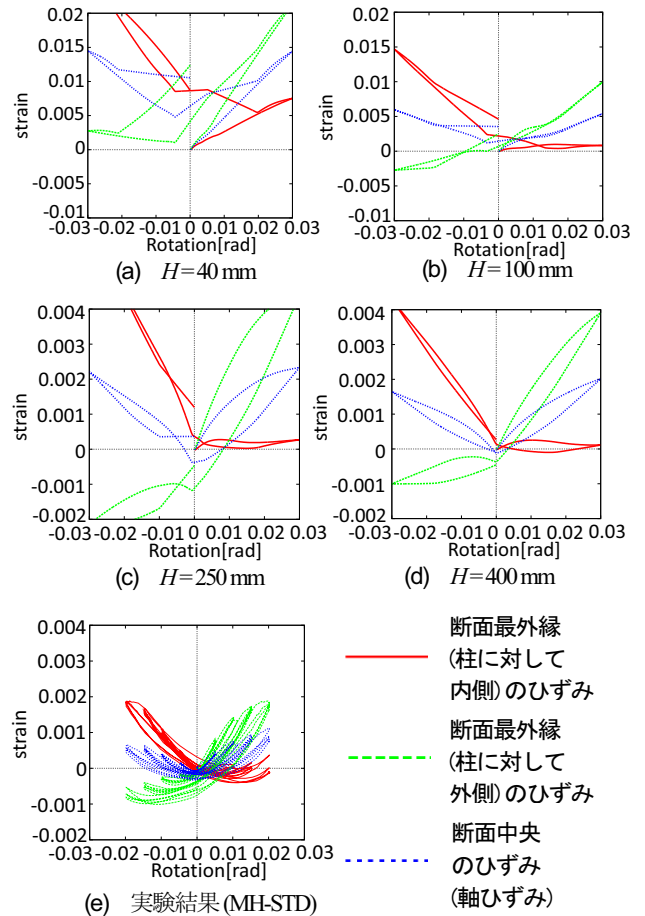 0.02
0.015
0.01
0.005
0
-0.005
-0.01
strain
-0.03 -0.02 -0.01 0 0.01 0.02 0.03
Rotation[rad]
(a) H=40 mm
0.02
0.015
0.01
0.005
0
-0.005
-0.01
strain
-0.03 -0.02 -0.01 0 0.01 0.02 0.03
Rotation[rad]
(b) H=100 mm
0.004
0.003
0.002
0.001
0
-0.001
-0.002
strain
-0.03 -0.02 -0.01 0 0.01 0.02 0.03
Rotation[rad]
(c) H=250 mm
0.004
0.003
0.002
0.001
0
-0.001
-0.002
strain
-0.03 -0.02 -0.01 0 0.01 0.02 0.03
Rotation[rad]
(d) H=400 mm
0.004
0.003
0.002
0.001
0
-0.001
-0.002
strain
-0.03 -0.02 -0.01 0 0.01 0.02 0.03
Rotation[rad]
(e) 実験結果(MH-STD)
断面最外縁
(柱に対して
内側)のひずみ
断面最外縁
(柱に対して
外側)のひずみ
断面中央
のひずみ
(軸ひずみ)